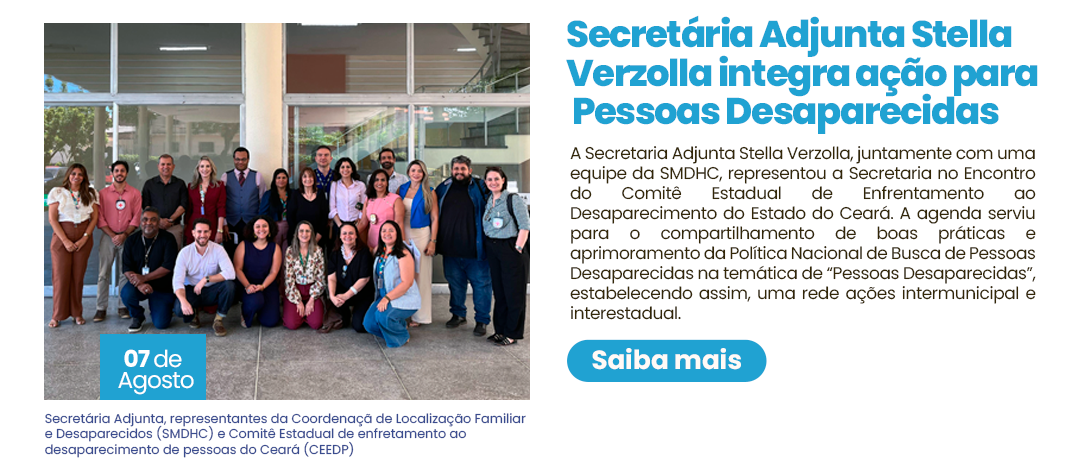 Secretária Adjunta Stella
Verzolla integra ação para
Pessoas Desaparecidas
A Secretaria Adjunta Stella Verzolla, juntamente com uma
equipe da SMDHC, representou a Secretaria no Encontro
do Comitê Estadual de Enfrentamento ao
Desaparecimento do Estado do Ceará. A agenda serviu
para o compartilhamento de boas práticas e
aprimoramento da Política Nacional de Busca de Pessoas
Desaparecidas na temática de “Pessoas Desaparecidas”,
estabelecendo assim, uma rede ações intermunicipal e
interestadual.
Saiba mais
07 de
Agosto
Secretária Adjunta, representantes da Coordenaçã de Localização Familiar
e Desaparecidos (SMDHC) e Comitê Estadual de enfretamento ao
desaparecimento de pessoas do Ceará (CEEDP)